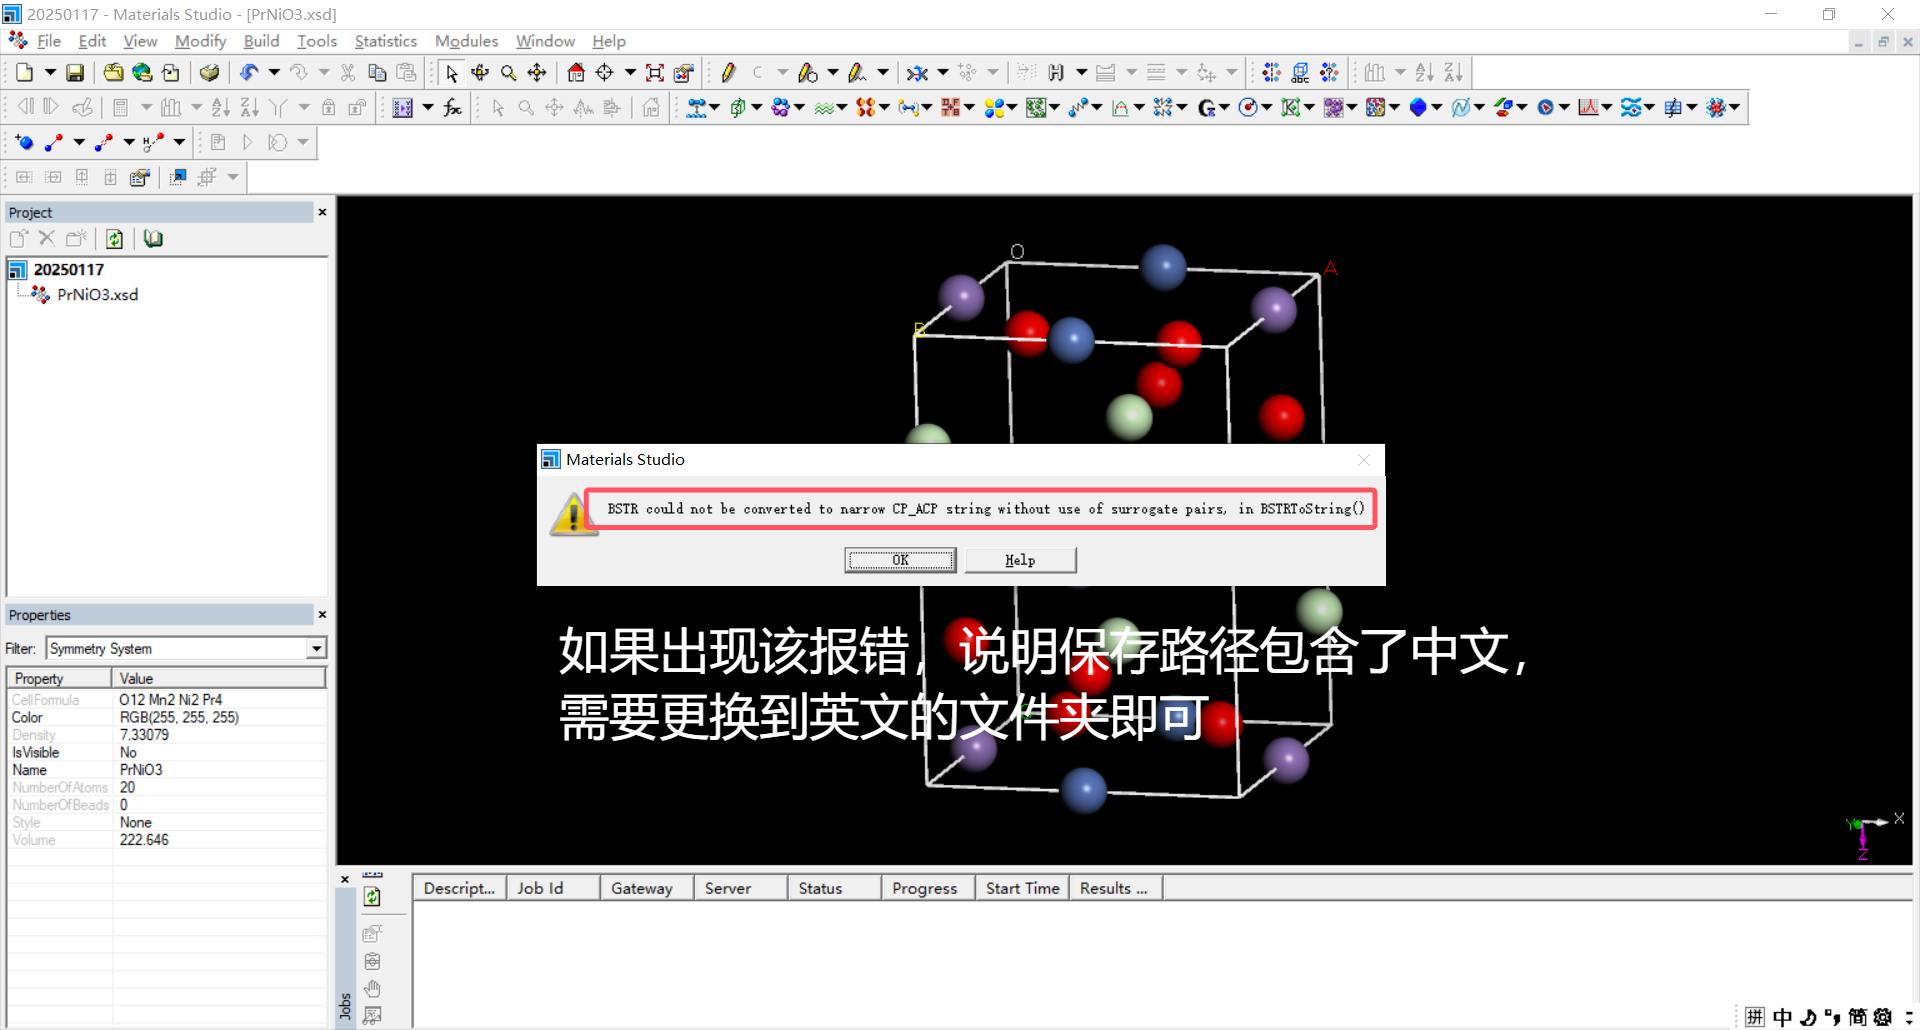 20250117 - Materials Studio - [PrNiO3.xsd]
File Edit View Modify Build Tools Statistics Modules Window Help
Project
20250117
PrNiO3.xsd
O
A
B
Materials Studio
BSTR could not be converted to narrow CP_ACP string without use of surrogate pairs, in BSTRToString()
OK Help
如果出现该报错，说明保存路径包含了中文，
需要更换到英文的文件夹即可
Properties
Filter: Symmetry System
Property Value
CellFormula O12 Mn2 Ni2 Pr4
Color RGB(255, 255, 255)
Density 7.33079
IsVisible No
Name PrNiO3
NumberOfAtoms 20
NumberOfBeads 0
Style None
Volume 222.646
Y X
Z
Descript... Job Id Gateway Server Status Progress Start Time Results ...
Jobs
拼 中 简